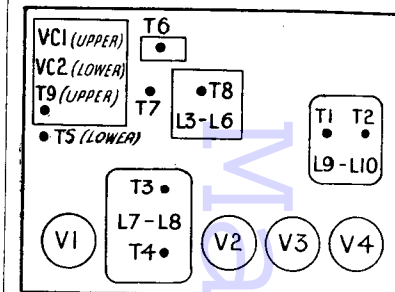 T6
VC1 (UPPER)
VC2 (LOWER)
T9 (UPPER)
T7
T8
T5 (LOWER)
L3-L6
T1 T2
L9-L10
T3
L7-L8
T4
V1
V2
V3
V4
Ma